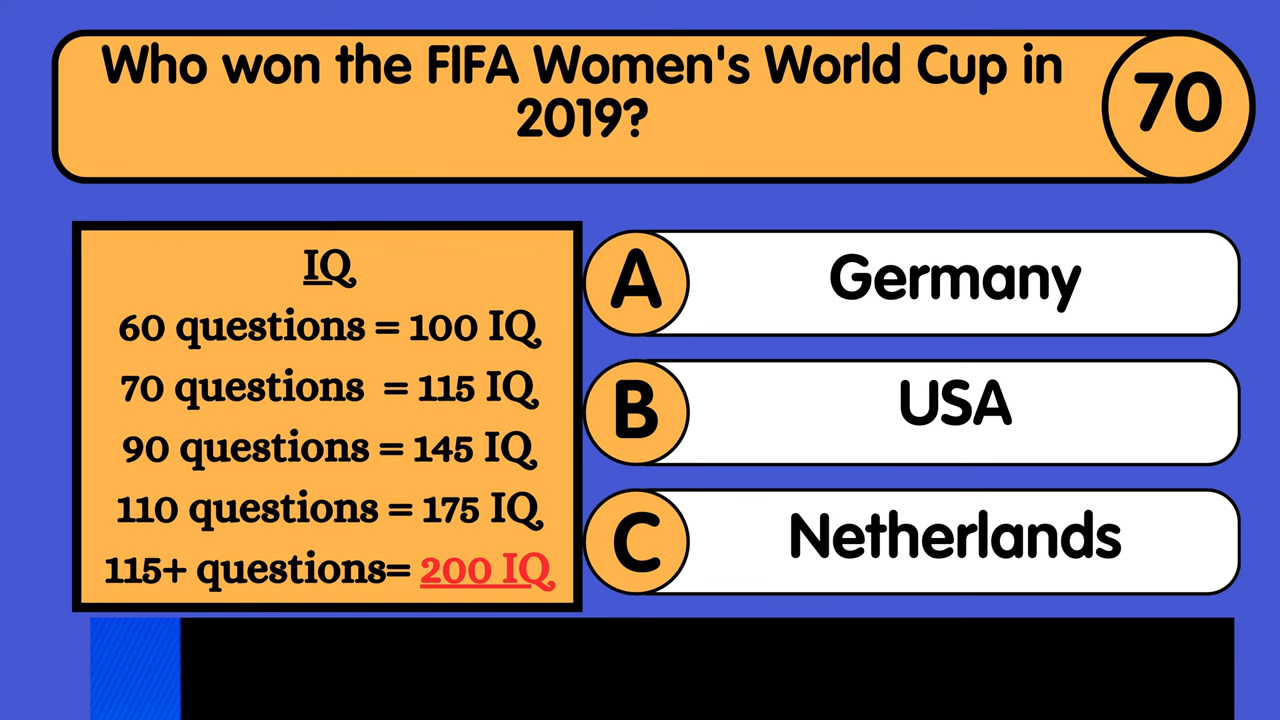 Who won the FIFA Women's World Cup in
2019?
70
IQ
60 questions = 100 IQ
70 questions = 115 IQ
90 questions = 145 IQ
110 questions = 175 IQ
115+ questions= 200 IQ
A Germany
B USA
C Netherlands